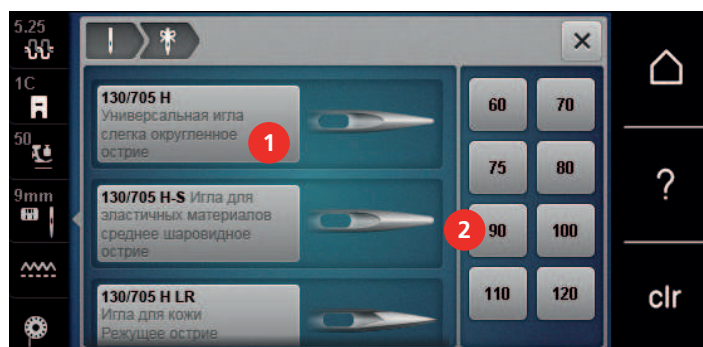 5.25
1C
50
9mm
130/705 H
Универсальная игла
слегка округленное
острие
1
130/705 H-S Игла для
эластичных материалов
среднее шаровидное
острие
2
130/705 H LR
Игла для кожи
Режущее острие
60 70
75 80
90 100
110 120
?
clr